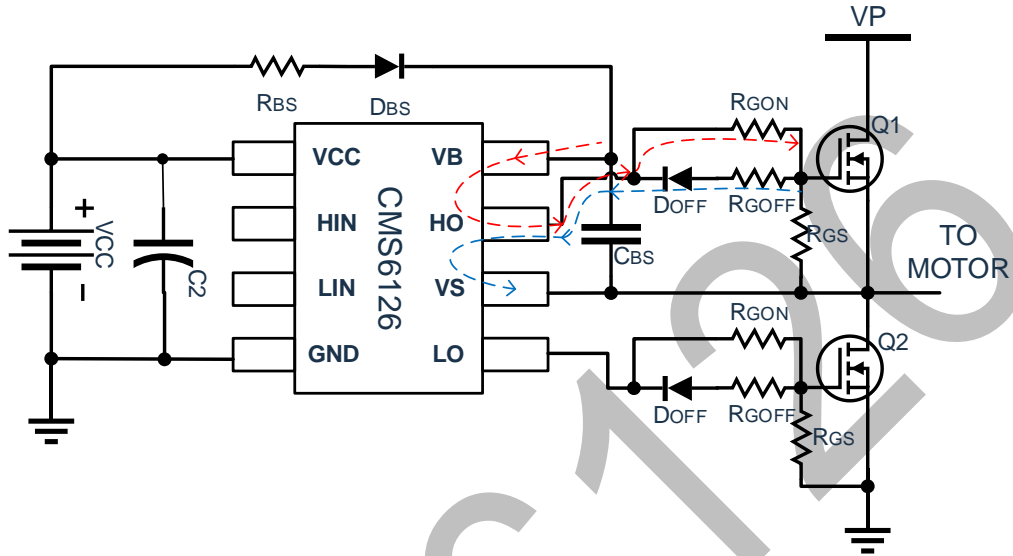 VP
RBS
DBS
RGON
Q1
VCC
VB
HIN
HO
DOFF
RGOFF
RGS
CBS
+
VCC
-
C2
CMS6126
LIN
VS
TO
MOTOR
GND
LO
RGON
Q2
DOFF
RGOFF
RGS